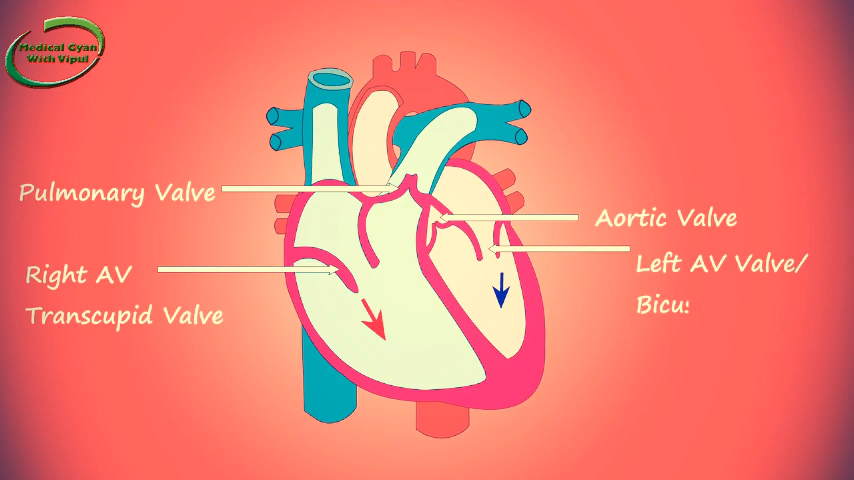 Medical Gyan
With Vipul
Pulmonary Valve
Aortic Valve
Left AV Valve/
Bicu
Right AV
Transcupid Valve